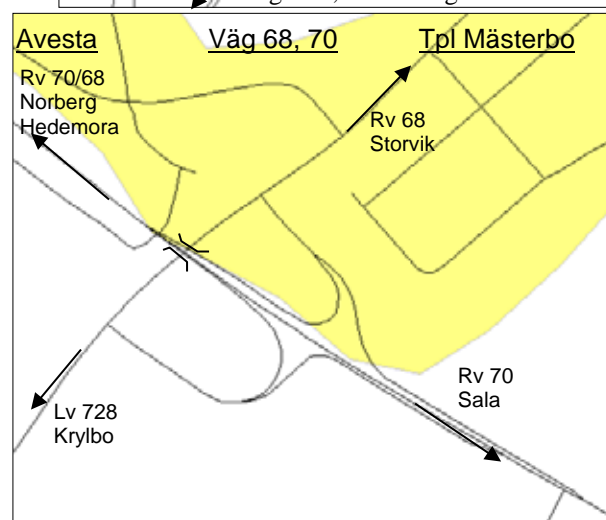 Avesta Väg 68, 70 Tpl Mästerbo
Rv 70/68
Norberg
Hedemora
Rv 68
Storvik
Rv 70
Sala
Lv 728
Krylbo